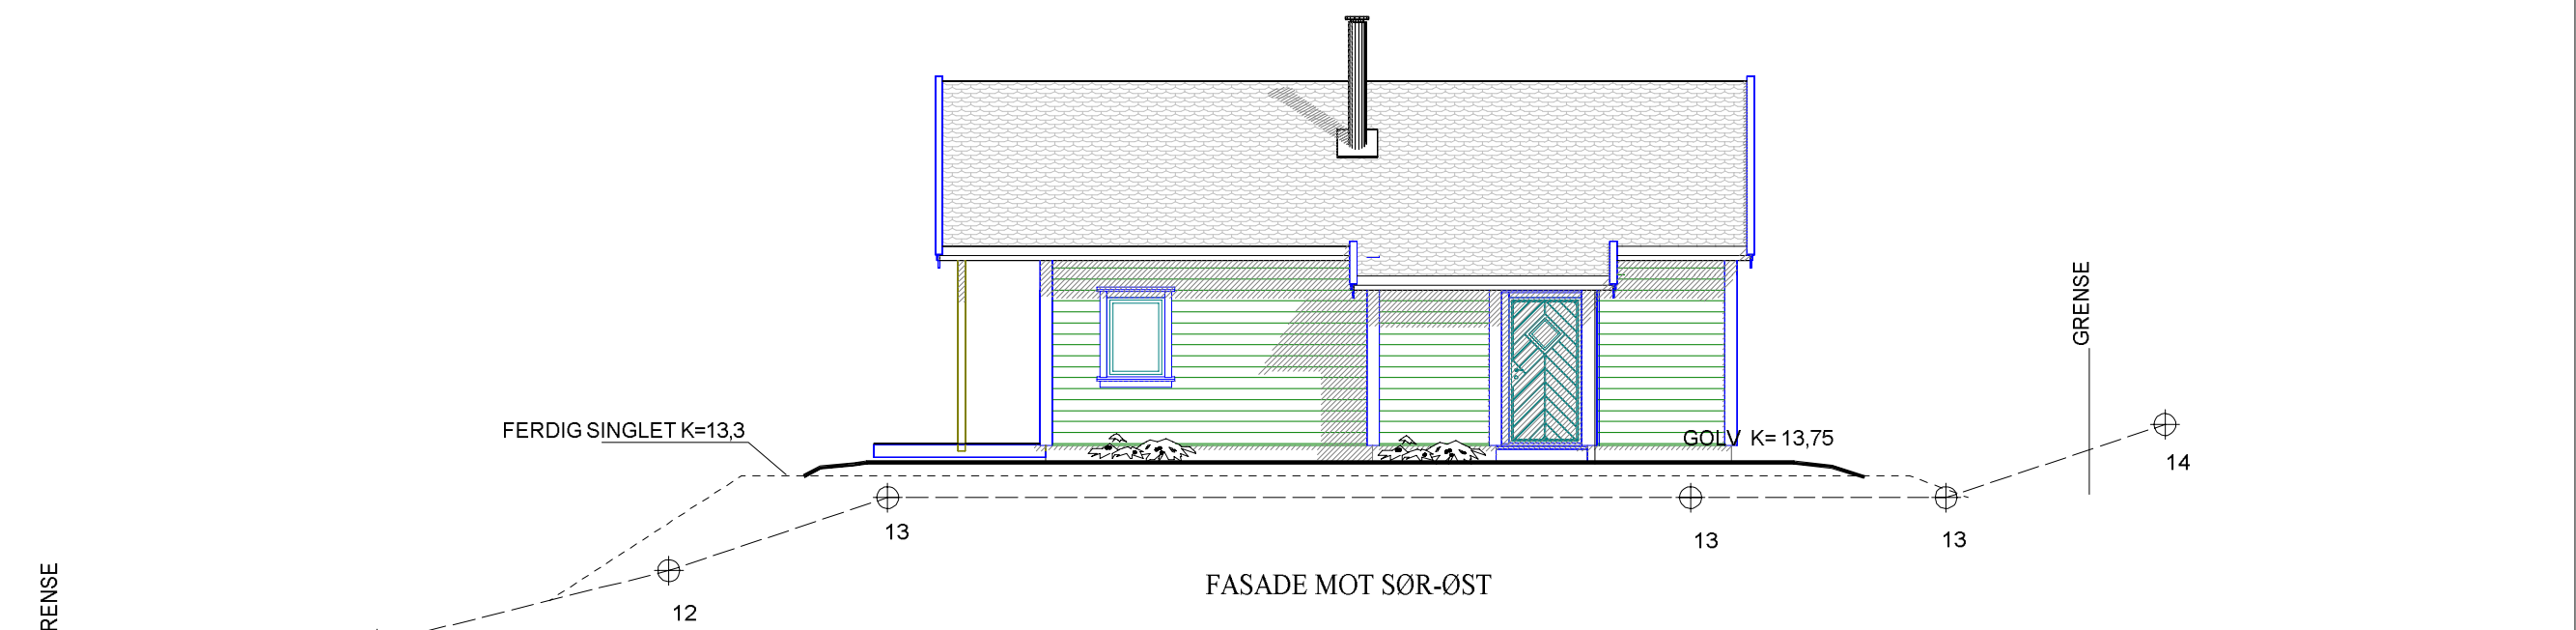 GRENSE
FERDIG SINGLET K=13,3
GOLV K= 13,75
14
13
13
13
RENSE
12
FASADE MOT SØR-ØST